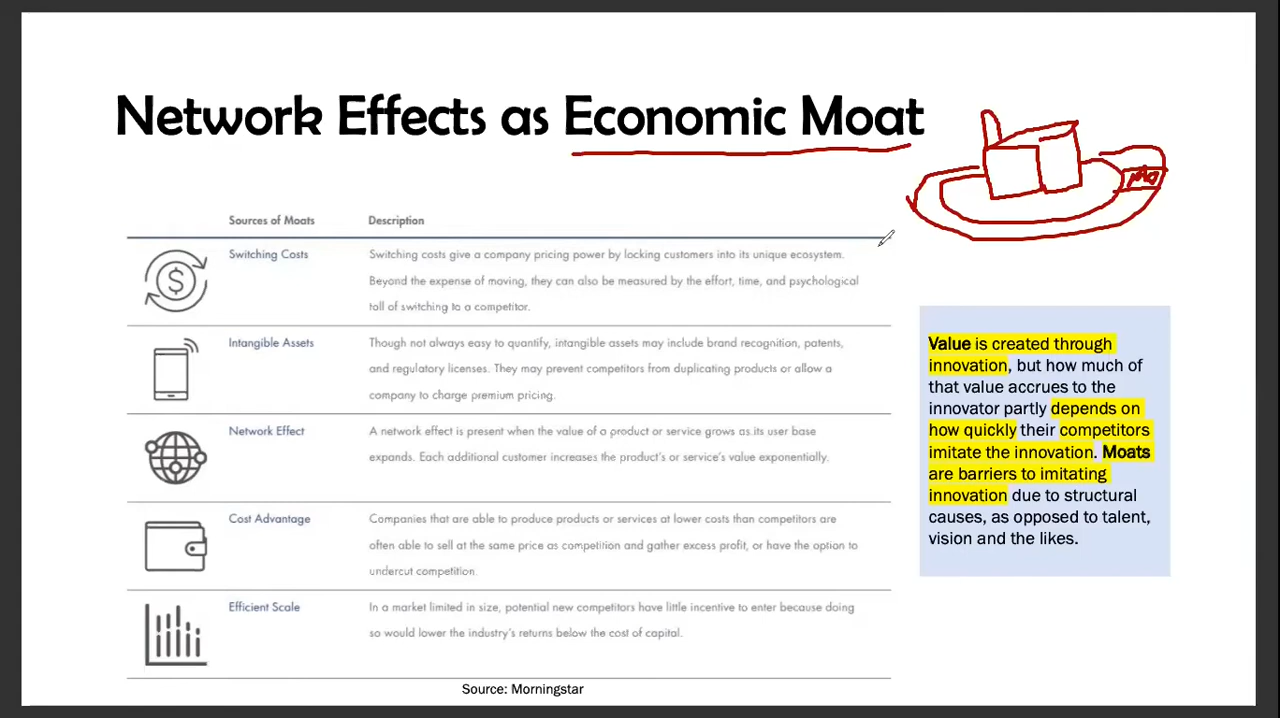 Network Effects as Economic Moat
Sources of Moats Description
Switching Costs Switching costs give a company pricing power by locking customers into its unique ecosystem.
Beyond the expense of moving, they can also be measured by the effort, time, and psychological
toll of switching to a competitor.
Intangible Assets Though not always easy to quantify, intangible assets may include brand recognition, patents,
and regulatory licenses. They may prevent competitors from duplicating products or allow a
company to charge premium pricing.
Network Effect A network effect is present when the value of a product or service grows as its user base
expands. Each additional customer increases the product's or service's value exponentially.
Cost Advantage Companies that are able to produce products or services at lower costs than competitors are
often able to sell at the same price as competition and gather excess profit, or have the option to
undercut competition.
Efficient Scale In a market limited in size, potential new competitors have little incentive to enter because doing
so would lower the industry's returns below the cost of capital.
Source: Morningstar
Value is created through
innovation, but how much of
that value accrues to the
innovator partly depends on
how quickly their competitors
imitate the innovation. Moats
are barriers to imitating
innovation due to structural
causes, as opposed to talent,
vision and the likes.